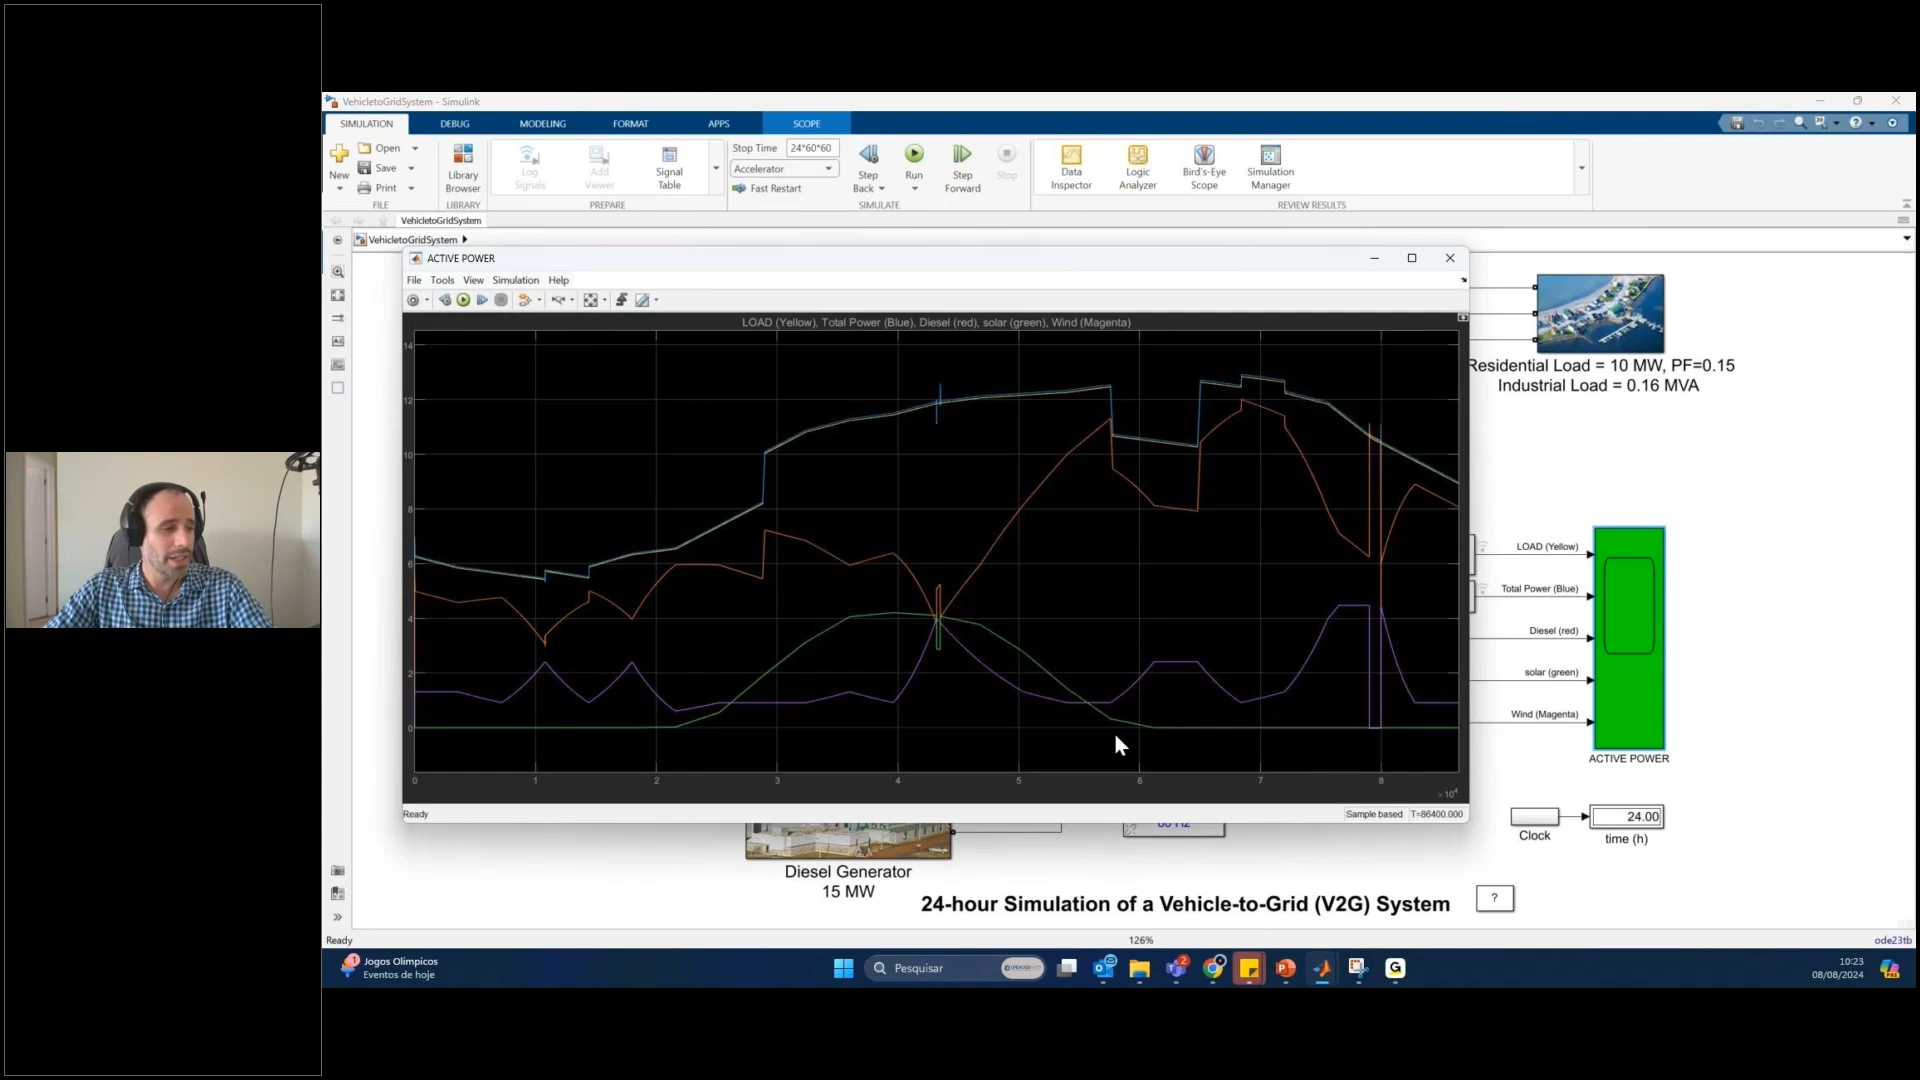 VehicletoGridSystem - Simulink
SIMULATION
DEBUG
MODELING
FORMAT
APPS
SCOPE
New
Open
Save
Print
FILE
Library
Browser
LIBRARY
Log
Signals
Add
Viewer
Signal
Table
PREPARE
Stop Time
24*60*60
Accelerator
Fast Restart
Step
Back
Run
Step
Forward
Stop
SIMULATE
Data
Inspector
Logic
Analyzer
Bird's-Eye
Scope
Simulation
Manager
REVIEW RESULTS
VehicletoGridSystem
VehicletoGridSystem
ACTIVE POWER
File Tools View Simulation Help
LOAD (Yellow), Total Power (Blue), Diesel (red), solar (green), Wind (Magenta)
14
12
10
8
6
4
2
0
0 1 2 3 4 5 6 7 8
×10⁴
Ready
Sample based T=86400.000
Residential Load = 10 MW, PF=0.15
Industrial Load = 0.16 MVA
LOAD (Yellow)
Total Power (Blue)
Diesel (red)
solar (green)
Wind (Magenta)
ACTIVE POWER
Clock
24.00
time (h)
60 Hz
Diesel Generator
15 MW
24-hour Simulation of a Vehicle-to-Grid (V2G) System
?
Ready
126%
ode23tb
1
Jogos Olímpicos
Eventos de hoje
Pesquisar
2
10:23
08/08/2024